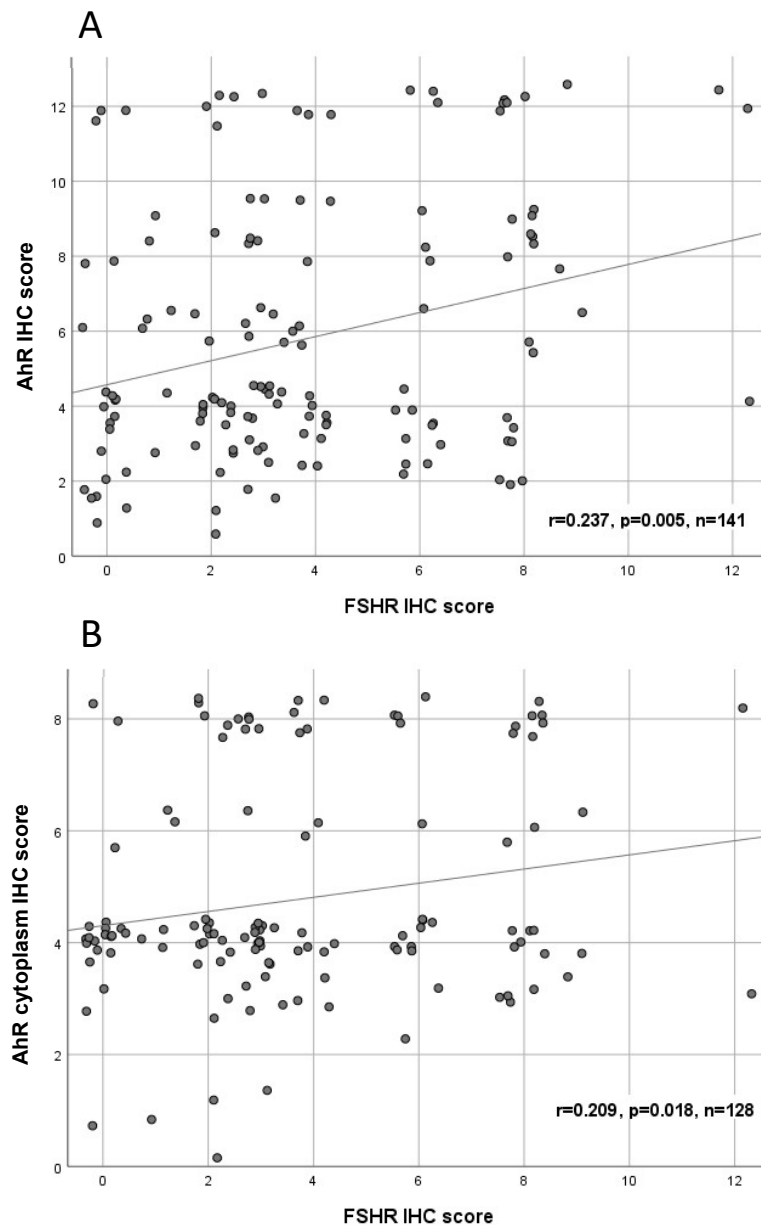 A
12
10
8
6
4
2
0
AhR IHC score
r=0.237, p=0.005, n=141
0 2 4 6 8 10 12
FSHR IHC score
B
8
6
4
2
0
AhR cytoplasm IHC score
r=0.209, p=0.018, n=128
0 2 4 6 8 10 12
FSHR IHC score